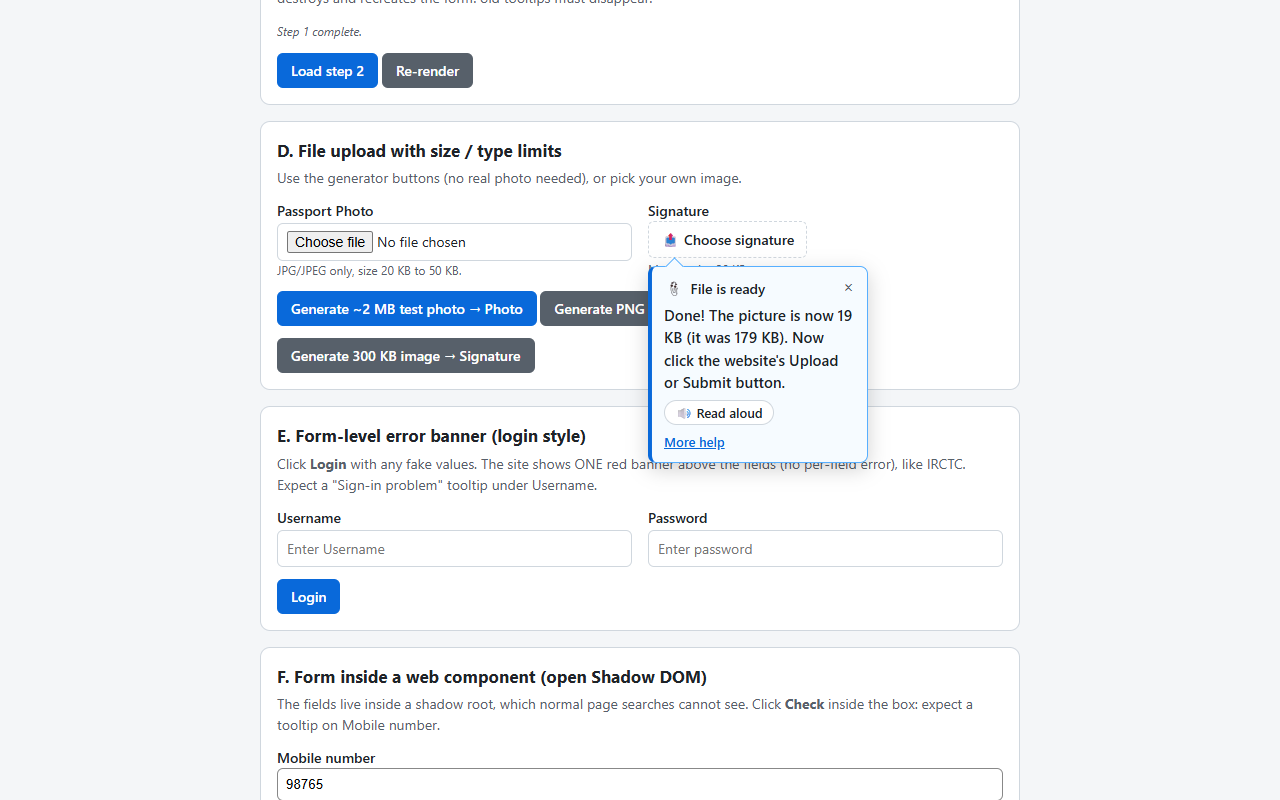 Step 1 complete.
Load step 2 Re-render
D. File upload with size / type limits
Use the generator buttons (no real photo needed), or pick your own image.
Passport Photo
Signature
Choose file No file chosen
Choose signature
JPG/JPEG only, size 20 KB to 50 KB.
Generate ~2 MB test photo → Photo
Generate PNG
Generate 300 KB image → Signature
File is ready ×
Done! The picture is now 19
KB (it was 179 KB). Now
click the website's Upload
or Submit button.
Read aloud
More help
E. Form-level error banner (login style)
Click Login with any fake values. The site shows ONE red banner above the fields (no per-field error), like IRCTC.
Expect a "Sign-in problem" tooltip under Username.
Username
Password
Enter Username
Enter password
Login
F. Form inside a web component (open Shadow DOM)
The fields live inside a shadow root, which normal page searches cannot see. Click Check inside the box: expect a
tooltip on Mobile number.
Mobile number
98765